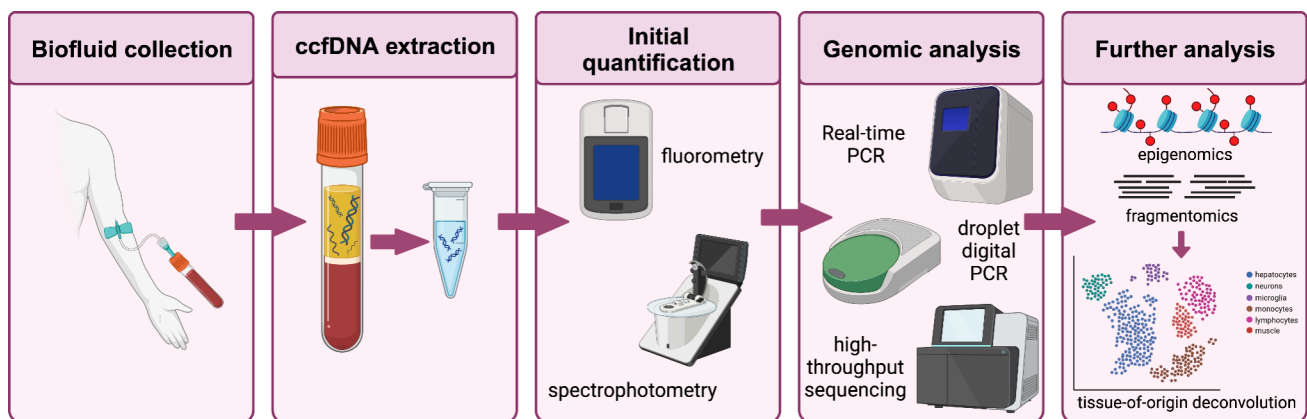 Biofluid collection
ccfDNA extraction
Initial
quantification
fluorometry
spectrophotometry
Genomic analysis
Real-time
PCR
droplet
digital
PCR
high-
throughput
sequencing
Further analysis
epigenomics
fragmentomics
hepatocytes
neurons
microglia
monocytes
lymphocytes
muscle
tissue-of-origin deconvolution